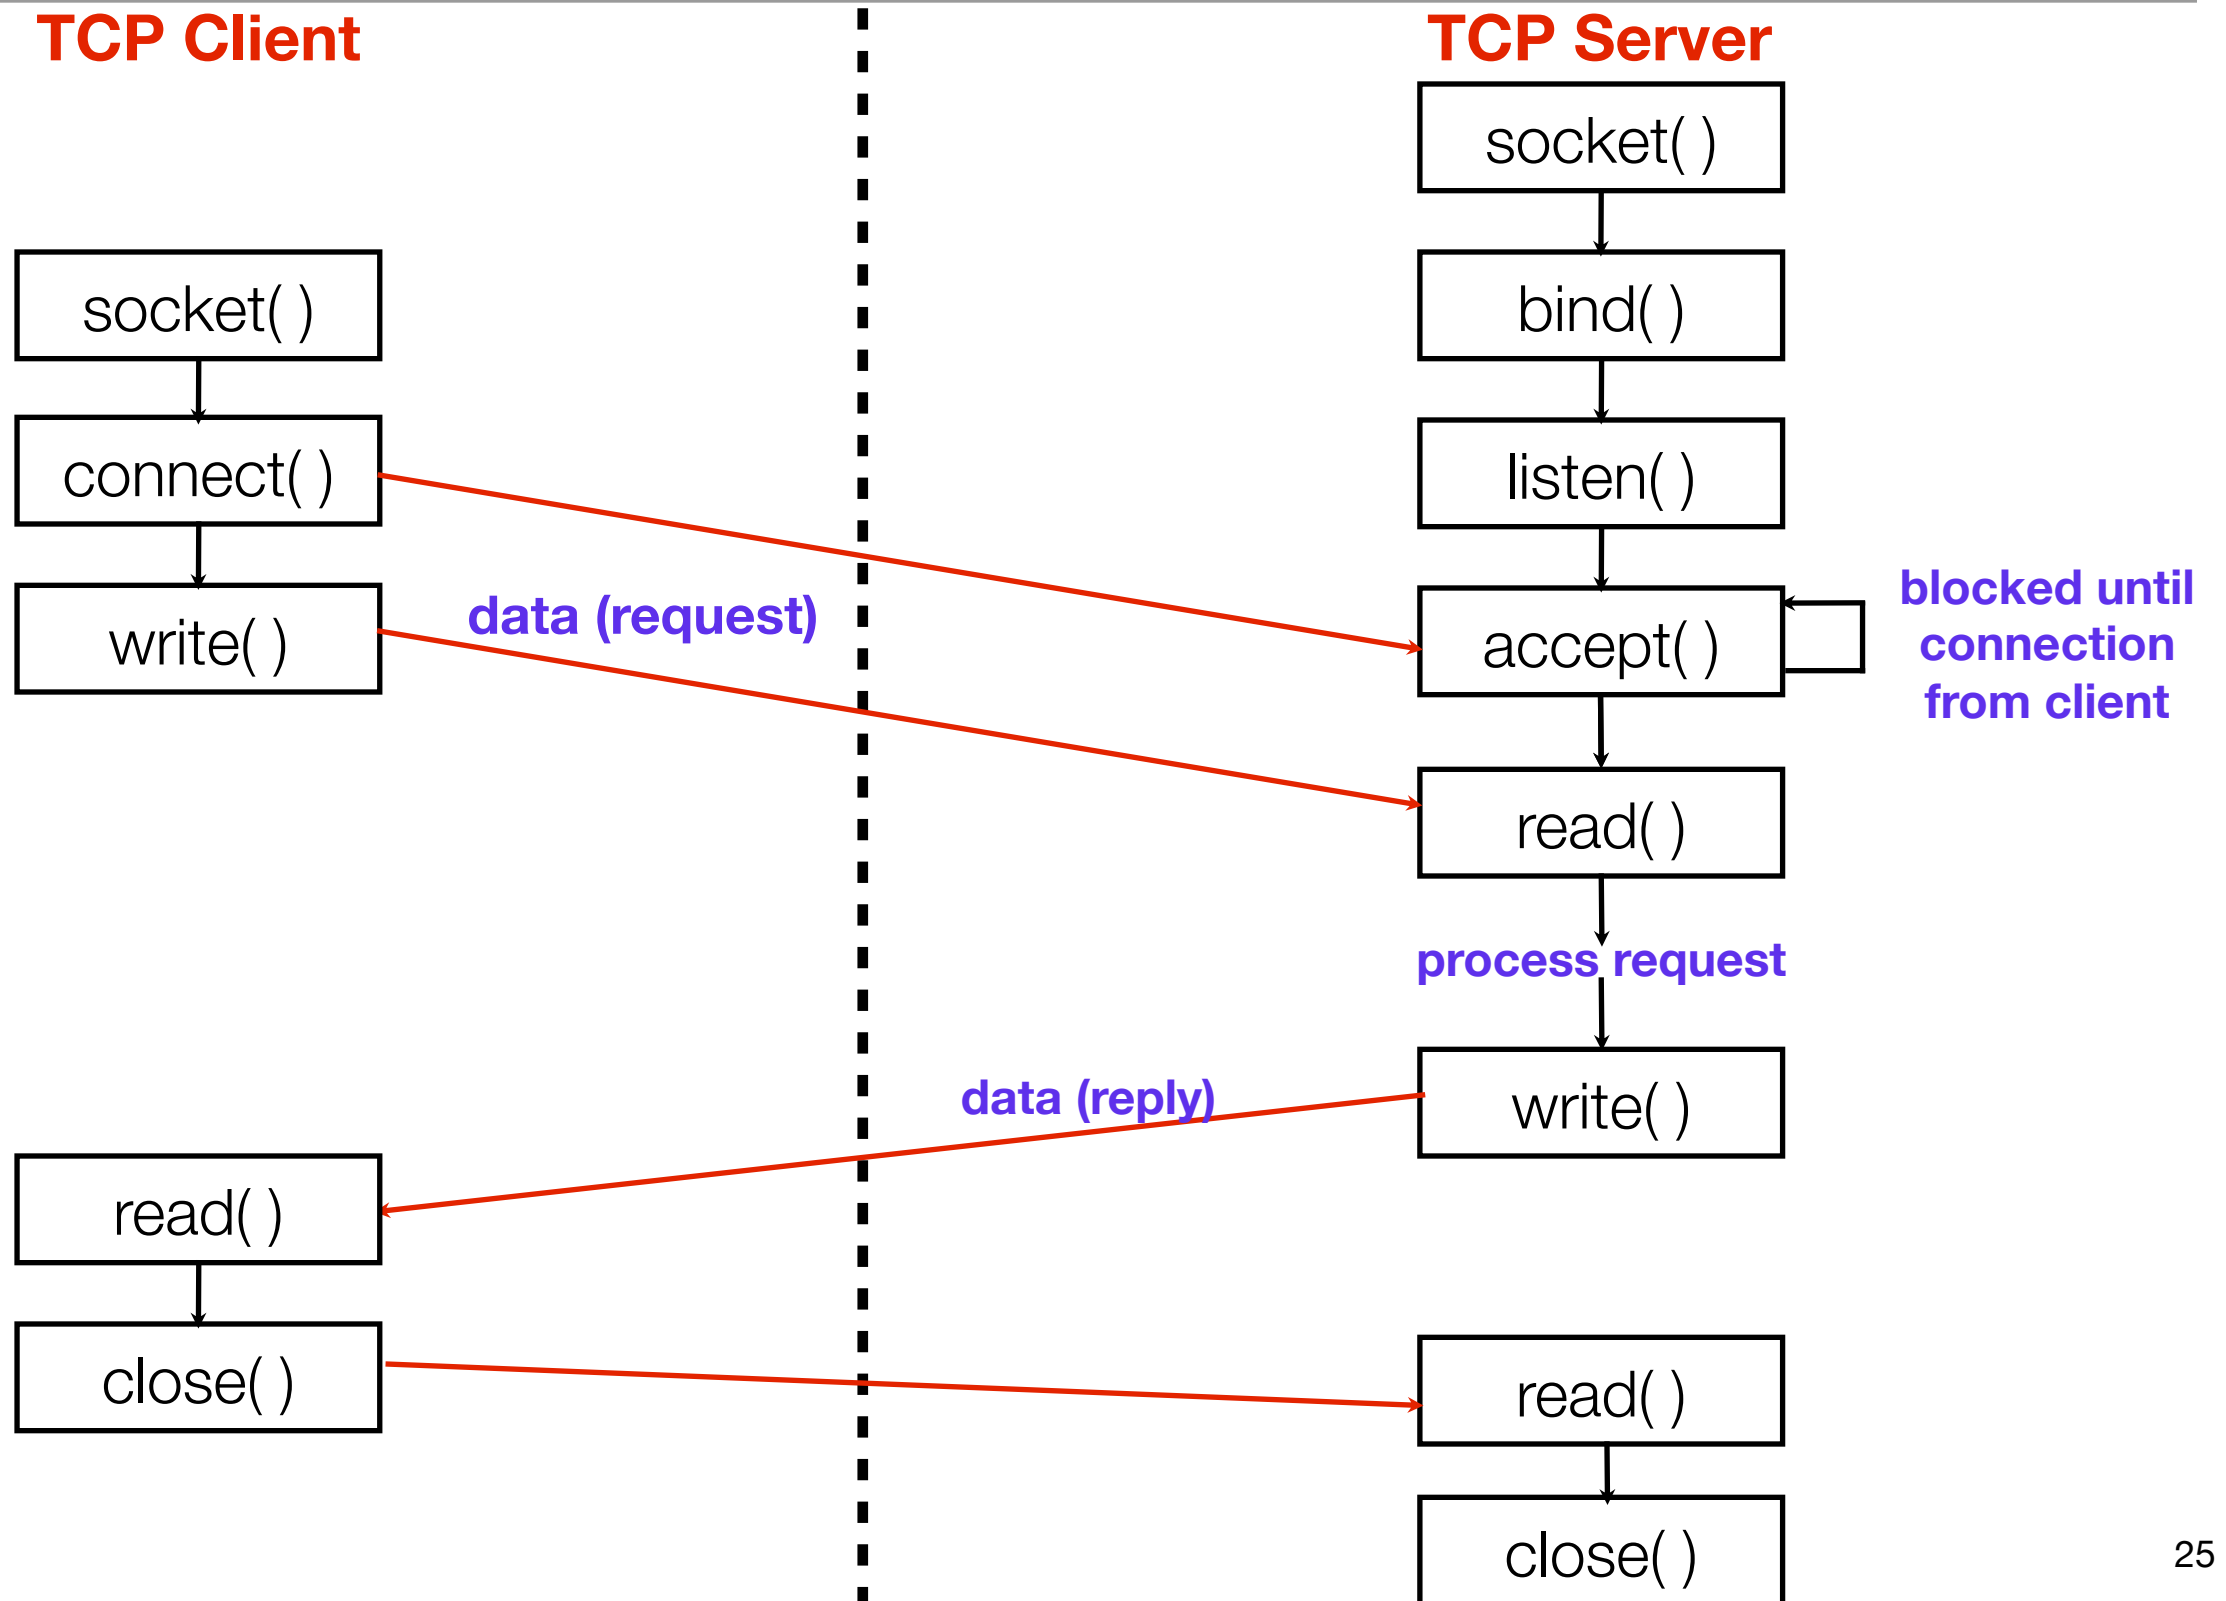 TCP Client
TCP Server
socket( )
socket( )
bind( )
connect( )
listen( )
write( )
data (request)
accept( )
blocked until
connection
from client
read( )
process request
data (reply)
write( )
read( )
close( )
read( )
close( )
25